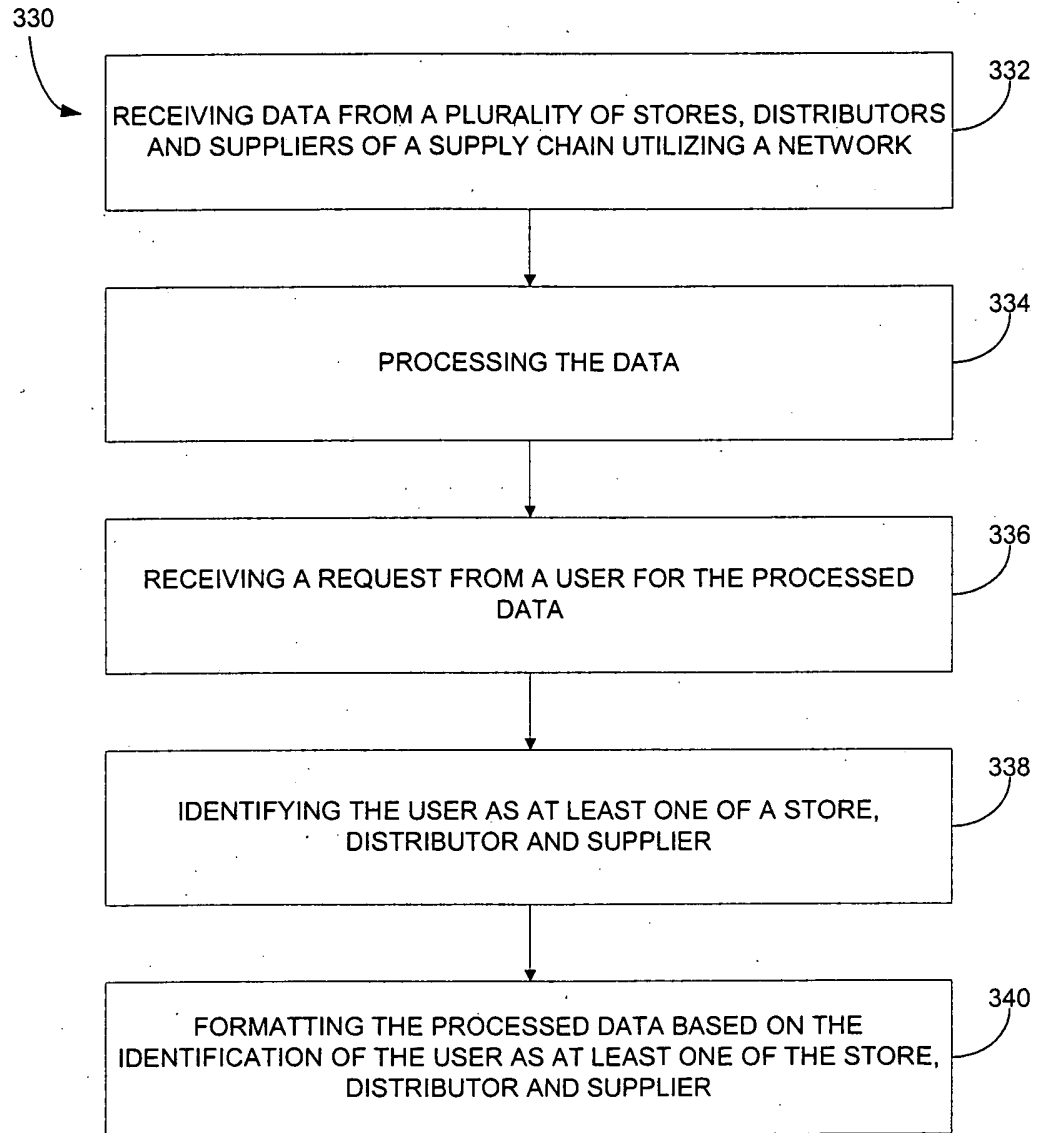 330
332
RECEIVING DATA FROM A PLURALITY OF STORES, DISTRIBUTORS
AND SUPPLIERS OF A SUPPLY CHAIN UTILIZING A NETWORK
334
PROCESSING THE DATA
336
RECEIVING A REQUEST FROM A USER FOR THE PROCESSED
DATA
338
IDENTIFYING THE USER AS AT LEAST ONE OF A STORE,
DISTRIBUTOR AND SUPPLIER
340
FORMATTING THE PROCESSED DATA BASED ON THE
IDENTIFICATION OF THE USER AS AT LEAST ONE OF THE STORE,
DISTRIBUTOR AND SUPPLIER